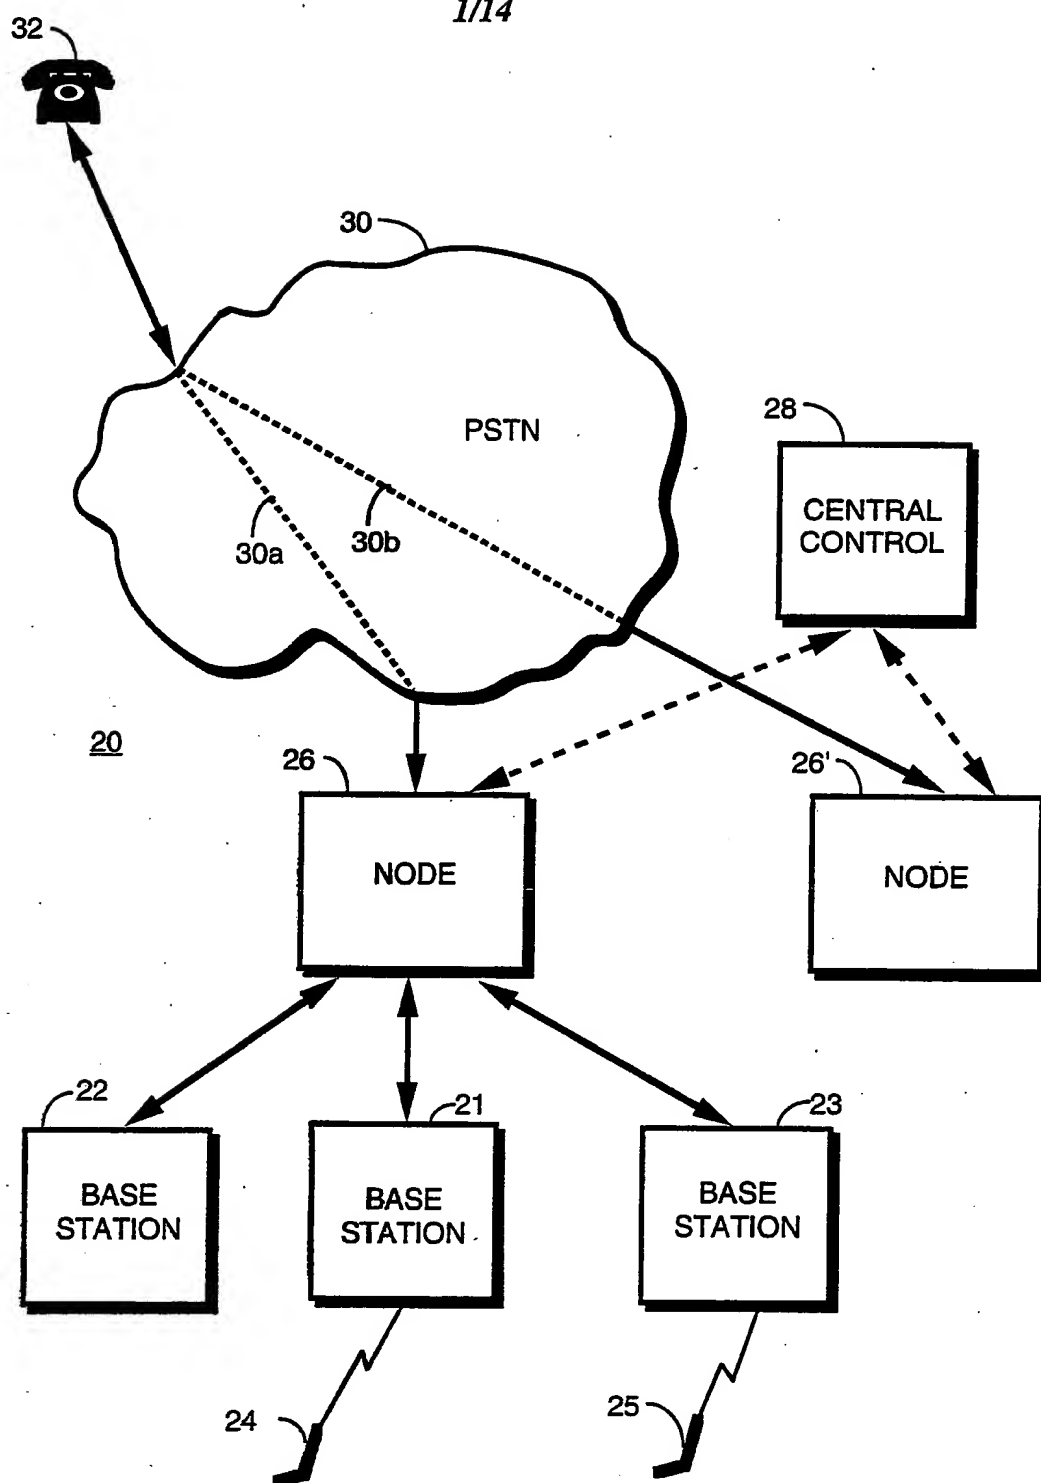 1/14
32
30
PSTN
28
CENTRAL
CONTROL
30a
30b
20
26
26'
NODE
NODE
22
21
23
BASE
STATION
BASE
STATION
BASE
STATION
24
25